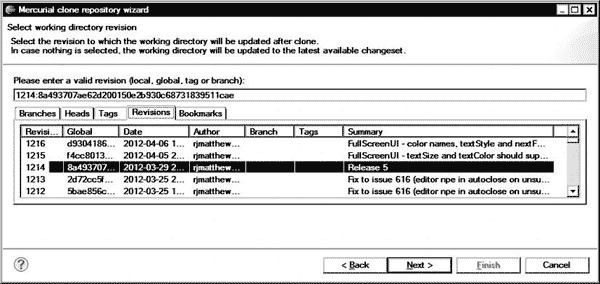 Mercurial clone repository wizard
Select working directory revision
Select the revision to which the working directory will be updated after clone.
In case nothing is selected, the working directory will be updated to the latest available changeset.
Please enter a valid revision (local, global, tag or branch):
1214:8a493707ae62d200150e2b930c68731839511cae
Branches Heads Tags Revisions Bookmarks
Revisi... Global Date Author Branch Tags Summary
1216 d9304186... 2012-04-06 1... rjmatthew... FullScreenUI - color names, textStyle and nextF...
1215 f4cc8013... 2012-04-05 2... rjmatthew... FullScreenUI - textSize and textColor should sup...
1214 8a493707... 2012-03-29 2... rjmatthew... Release 5
1213 2d72cc5f... 2012-03-25 2... rjmatthew... Fix to issue 616 (editor npe in autoclose on unsu...
1212 5bae856c... 2012-03-25 1... rjmatthew... Fix to issue 616 (editor npe in autoclose on unsu...
? < Back Next > Finish Cancel